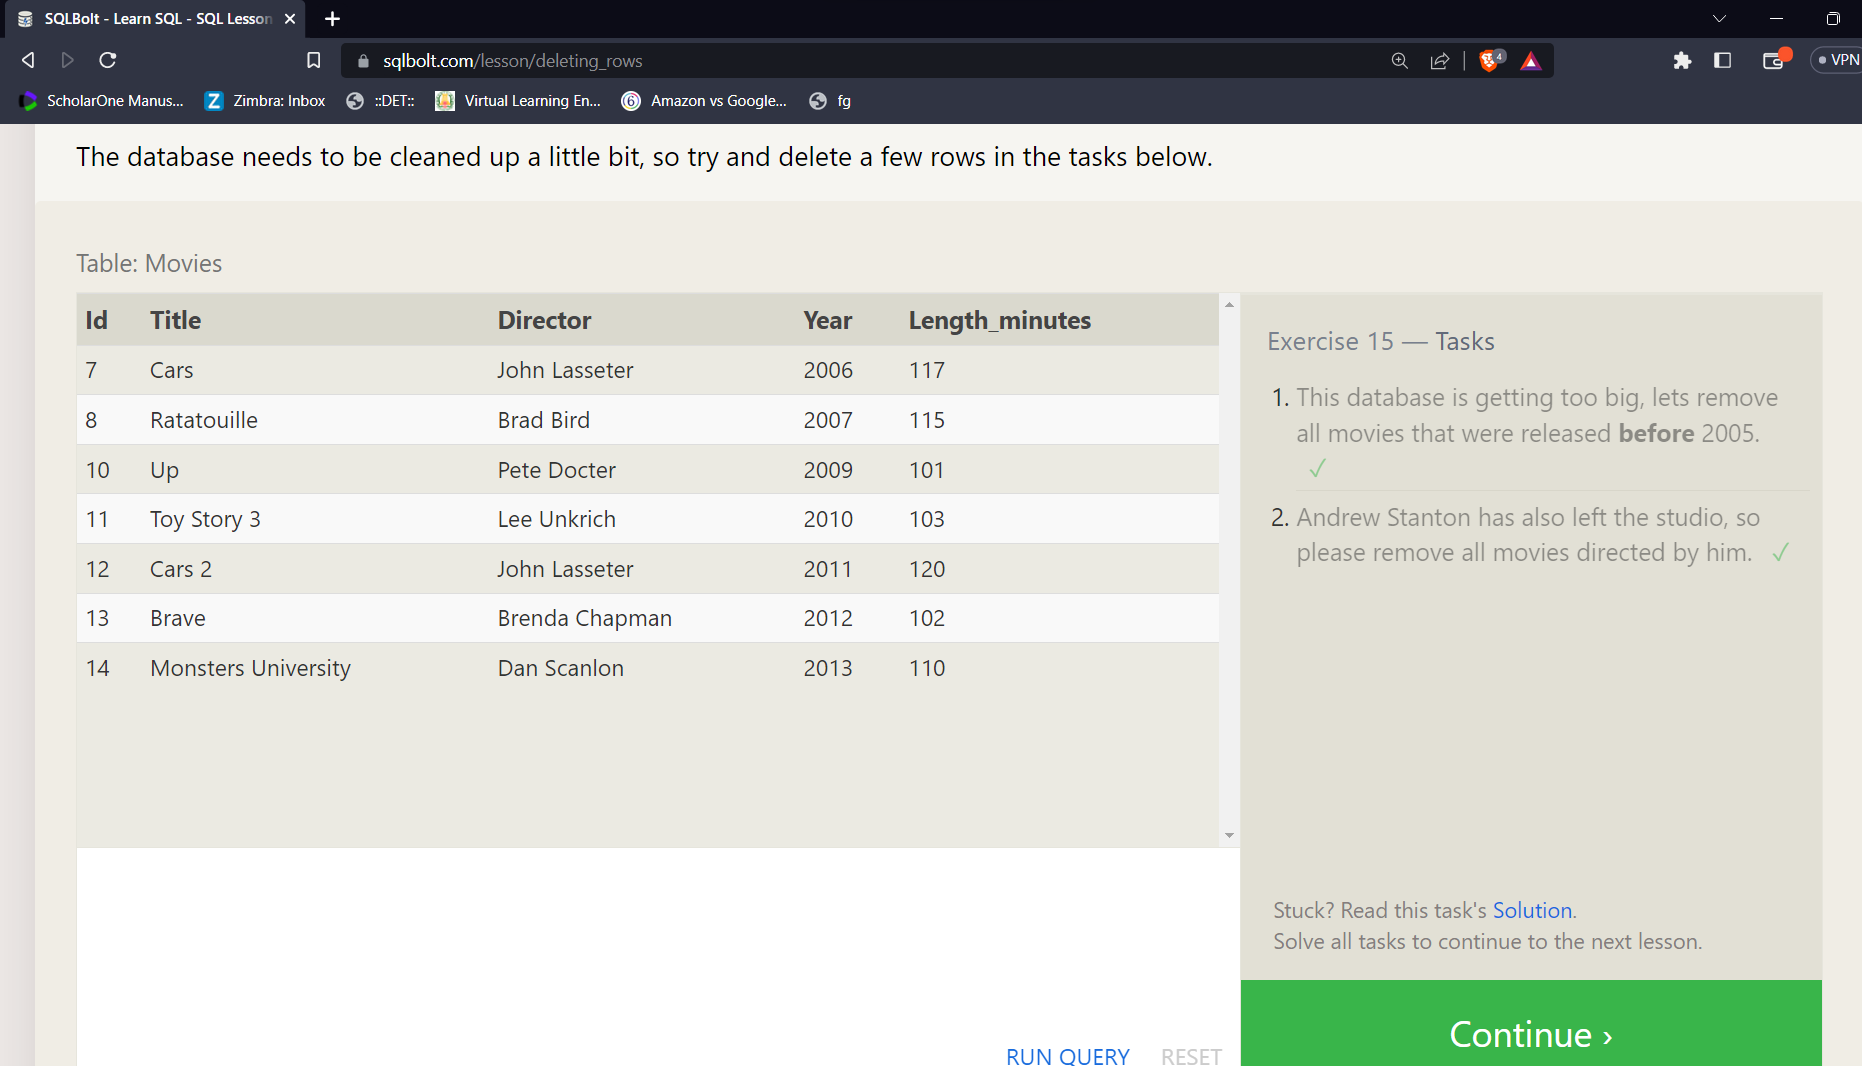 SQLBolt - Learn SQL - SQL Lesson
sqlbolt.com/lesson/deleting_rows
4
VPN
ScholarOne Manus... Zimbra: Inbox ::DET:: Virtual Learning En... 6 Amazon vs Google... fg
The database needs to be cleaned up a little bit, so try and delete a few rows in the tasks below.
Table: Movies
Id Title Director Year Length_minutes
7 Cars John Lasseter 2006 117
8 Ratatouille Brad Bird 2007 115
10 Up Pete Docter 2009 101
11 Toy Story 3 Lee Unkrich 2010 103
12 Cars 2 John Lasseter 2011 120
13 Brave Brenda Chapman 2012 102
14 Monsters University Dan Scanlon 2013 110
RUN QUERY RESET
Exercise 15 — Tasks
1. This database is getting too big, lets remove
all movies that were released before 2005.
✓
2. Andrew Stanton has also left the studio, so
please remove all movies directed by him. ✓
Stuck? Read this task's Solution.
Solve all tasks to continue to the next lesson.
Continue ›